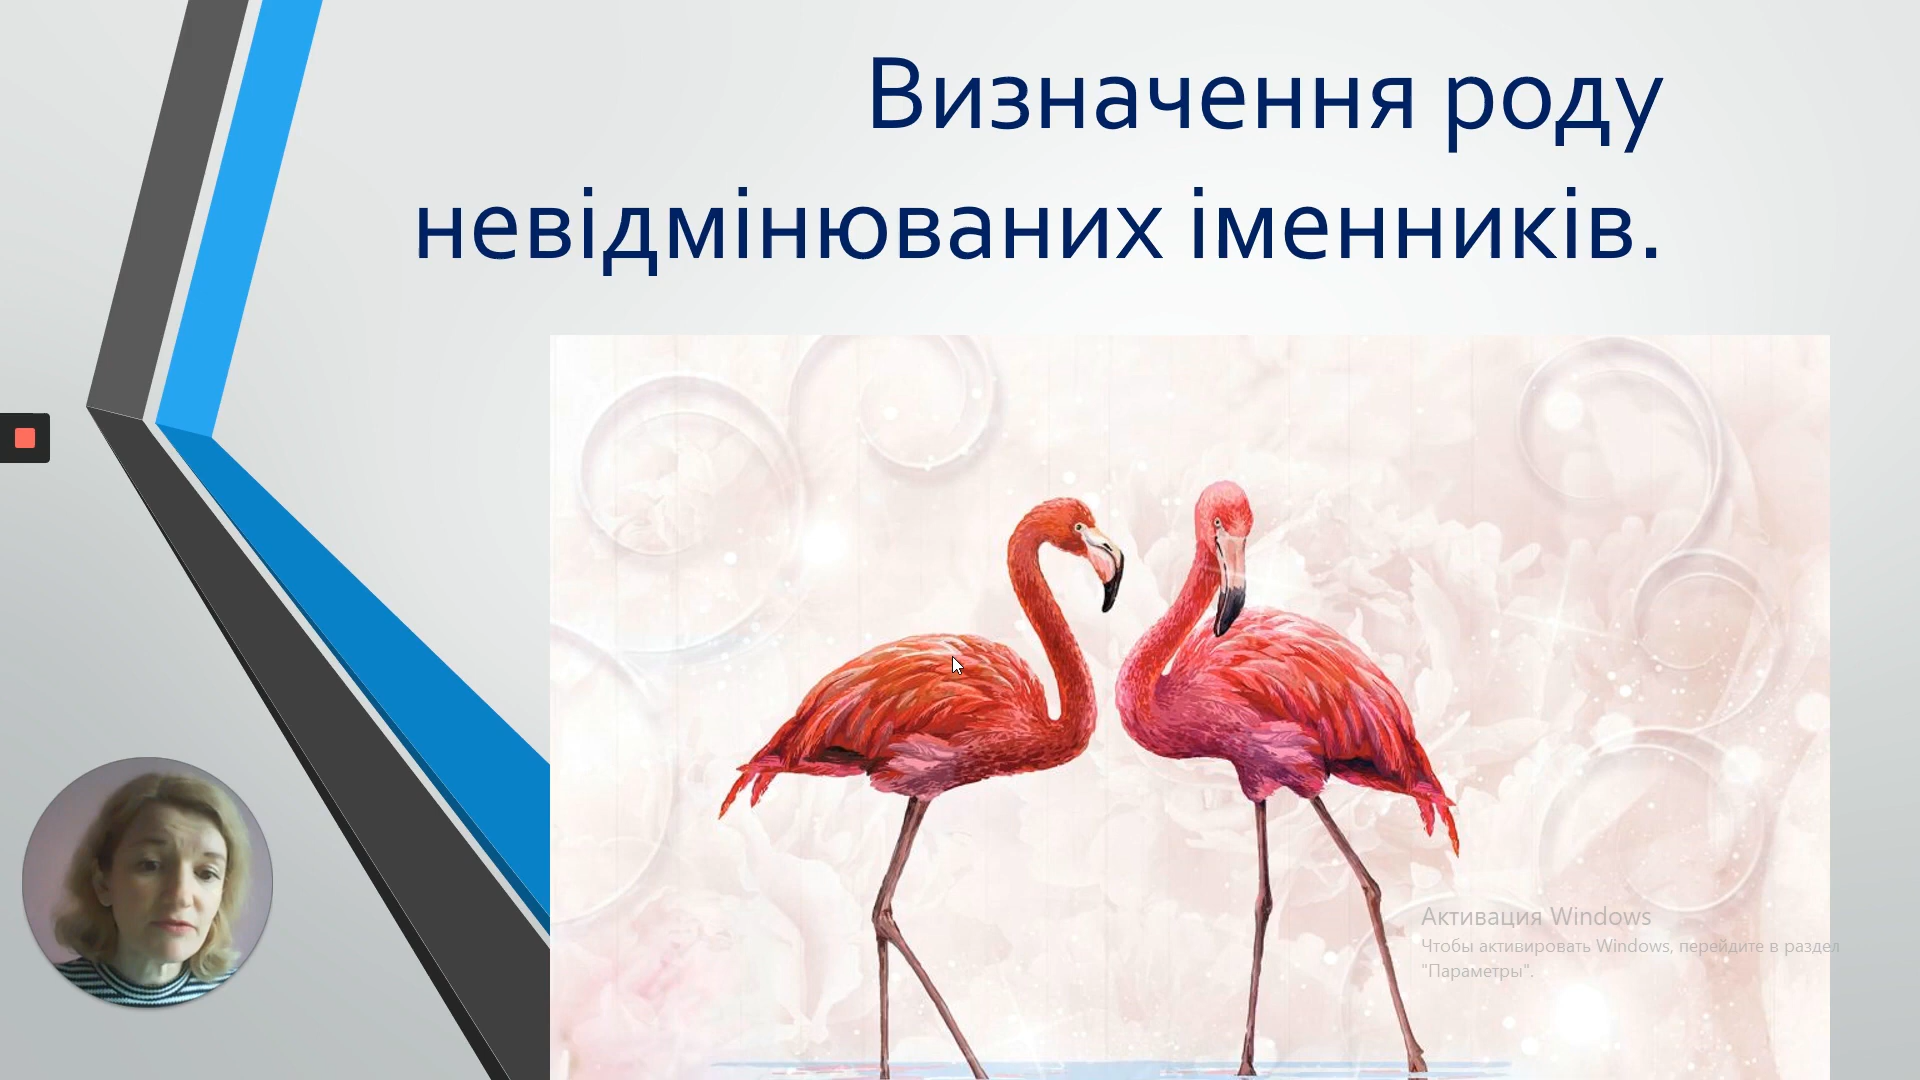 Визначення роду
невідмінюваних іменників.
Активация Windows
Чтобы активировать Windows, перейдите в раздел
"Параметры".